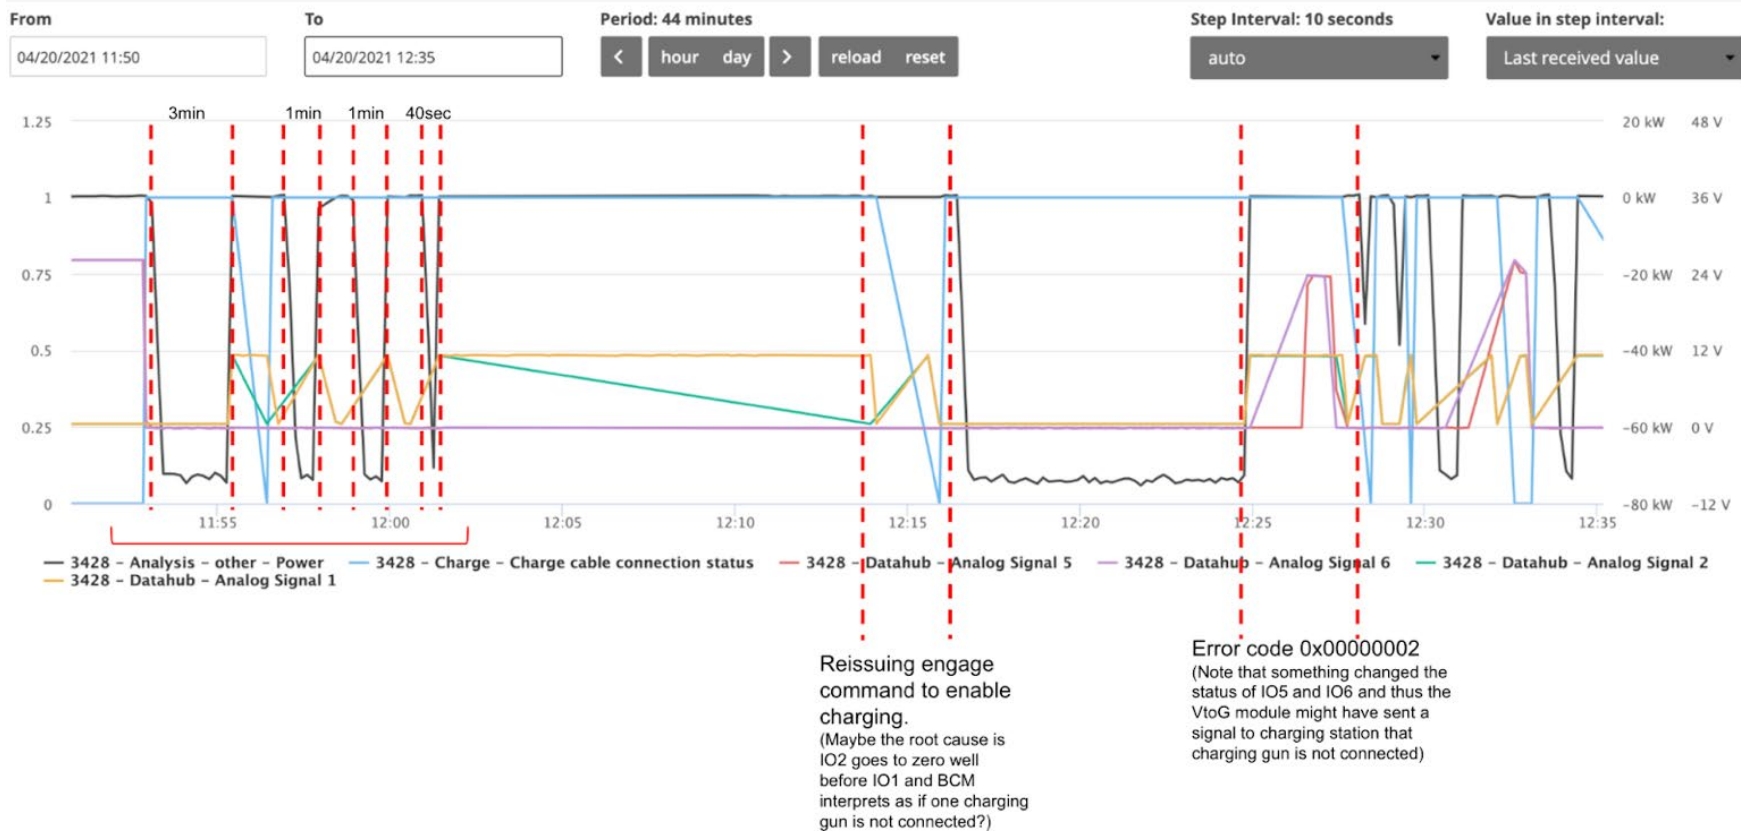 From To Period: 44 minutes Step Interval: 10 seconds Value in step interval:
04/20/2021 11:50 04/20/2021 12:35 < hour day > reload reset auto Last received value
3min 1min 1min 40sec
1.25 20 kW 48 V
1 0 kW 36 V
0.75 −20 kW 24 V
0.5 −40 kW 12 V
0.25 −60 kW 0 V
0 −80 kW −12 V
11:55 12:00 12:05 12:10 12:15 12:20 12:25 12:30 12:35
3428 - Analysis - other - Power 3428 - Charge - Charge cable connection status 3428 - Datahub - Analog Signal 5 3428 - Datahub - Analog Signal 6 3428 - Datahub - Analog Signal 2
3428 - Datahub - Analog Signal 1
Reissuing engage
command to enable
charging.
(Maybe the root cause is
IO2 goes to zero well
before IO1 and BCM
interprets as if one charging
gun is not connected?)
Error code 0x00000002
(Note that something changed the
status of IO5 and IO6 and thus the
VtoG module might have sent a
signal to charging station that
charging gun is not connected)